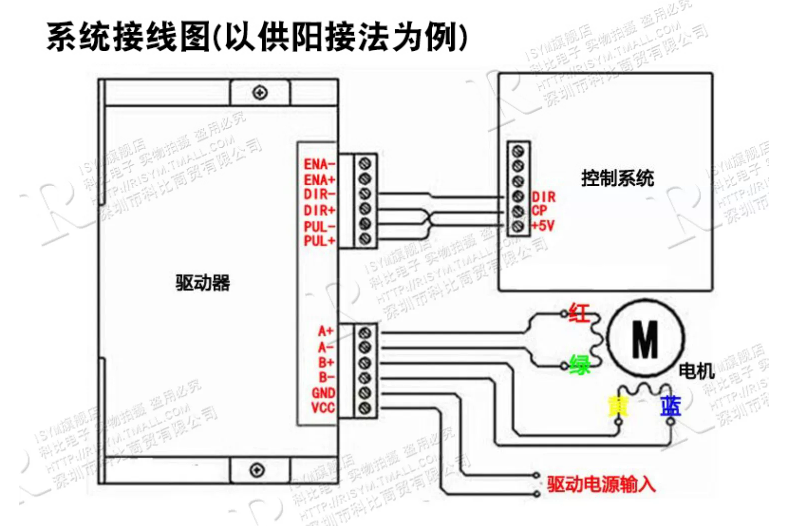 系统接线图(以供阳接法为例)
ENA-
ENA+
DIR-
DIR+
PUL-
PUL+
驱动器
A+
A-
B+
B-
GND
VCC
控制系统
DIR
CP
+5V
红
绿
M
电机
黄
蓝
驱动电源输入
ISYM旗舰店
科比电子 实物拍摄 盗用必究
HTTP://RISYM.TMALL.COM
深圳市科比商贸有限公司